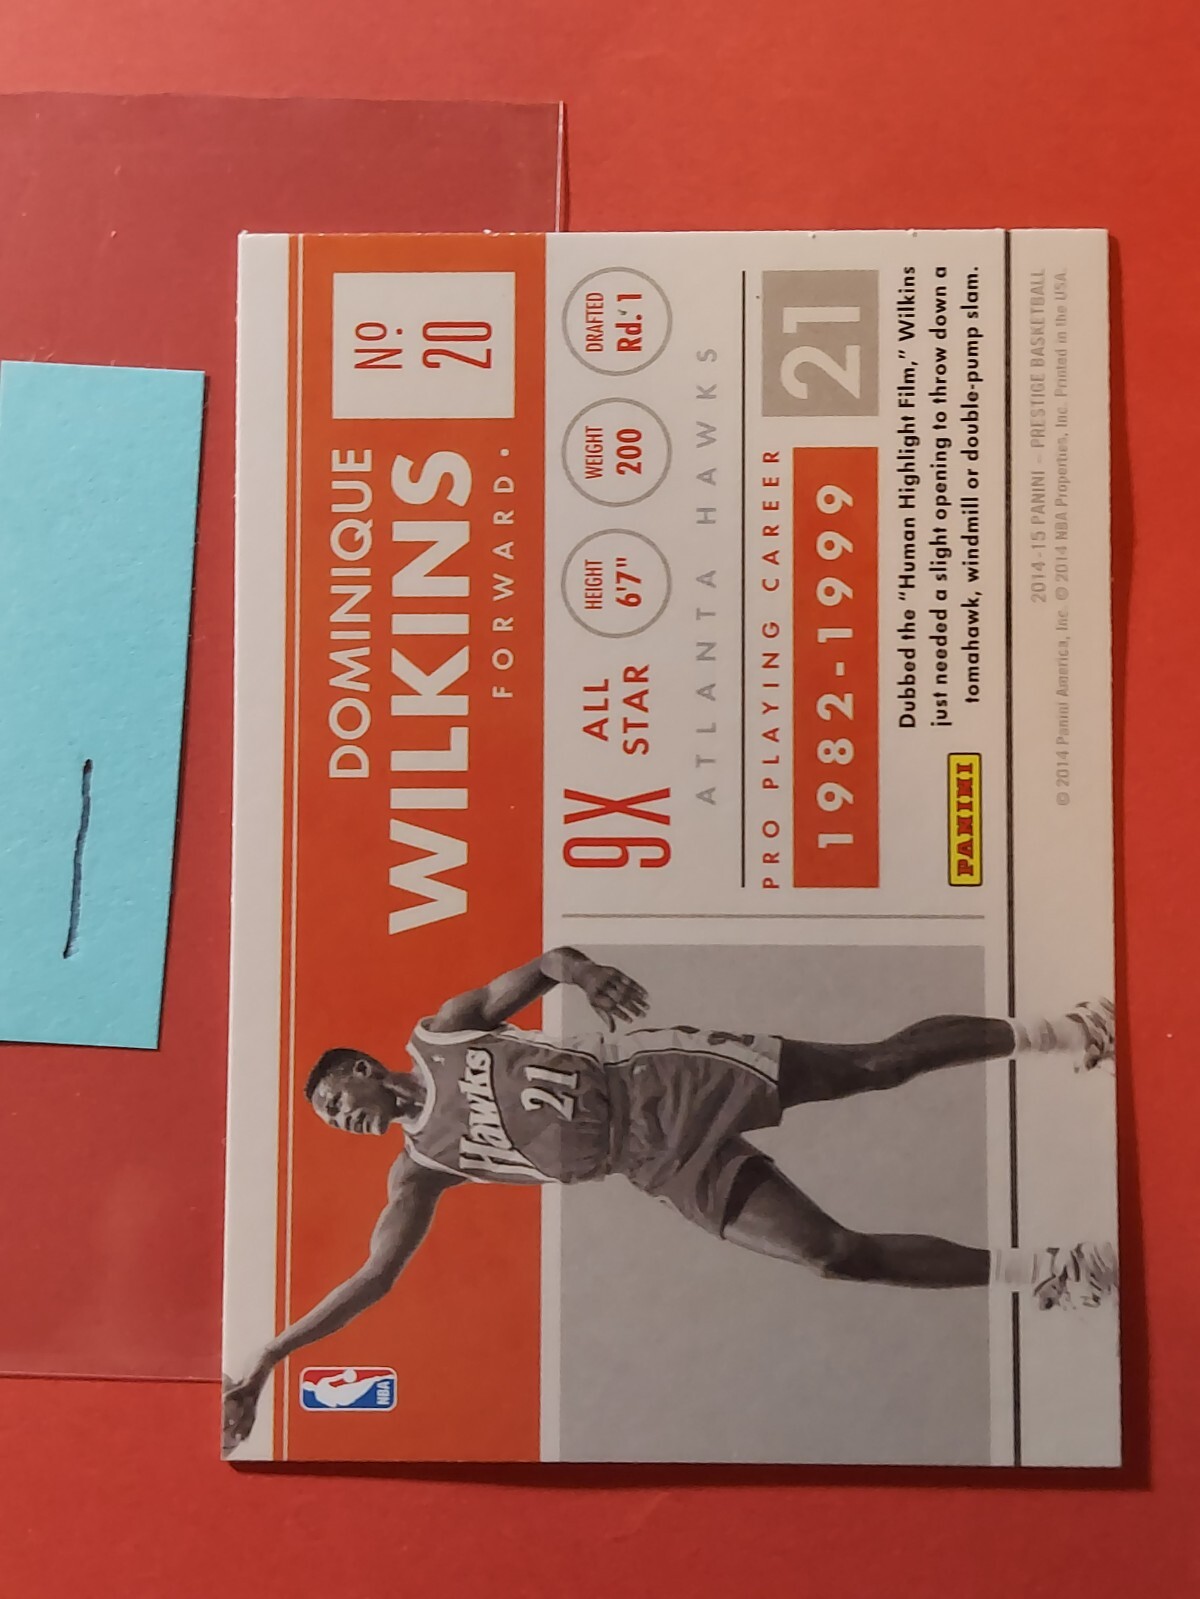 DOMINIQUE
WILKINS
FORWARD.
No.
20
9X
ALL
STAR
HEIGHT
6'7"
WEIGHT
200
DRAFTED
Rd. 1
ATLANTA HAWKS
PRO PLAYING CAREER
1982-1999
21
Dubbed the “Human Highlight Film,” Wilkins
just needed a slight opening to throw down a
tomahawk, windmill or double-pump slam.
PANINI
2014-15 PANINI – PRESTIGE BASKETBALL
© 2014 Panini America, Inc. © 2014 NBA Properties, Inc. Printed in the USA.
Hawks
21
NBA